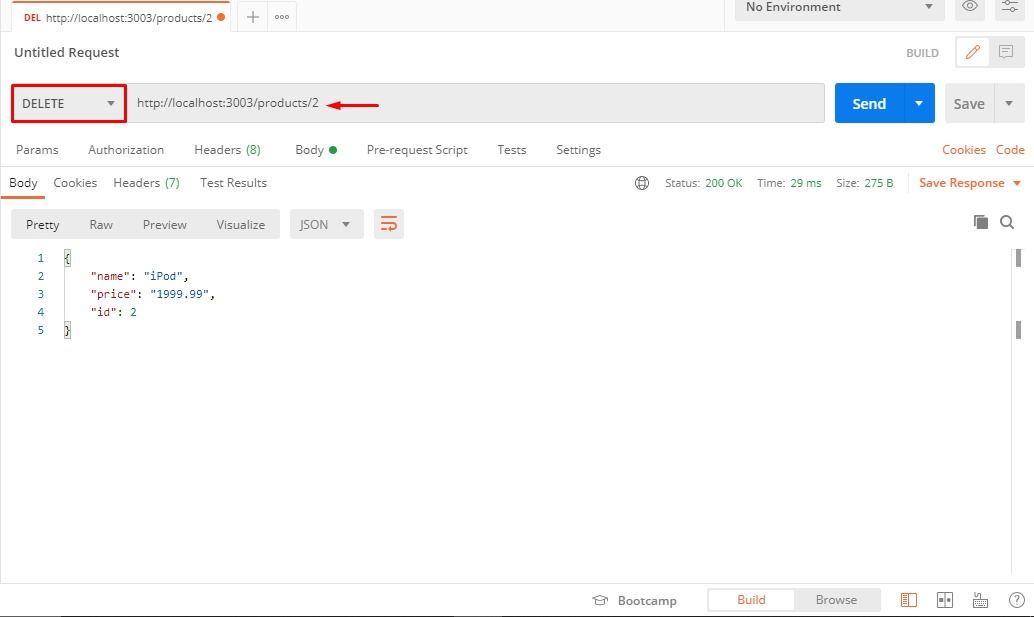 DEL http://localhost:3003/products/2
No Environment
Untitled Request
BUILD
DELETE http://localhost:3003/products/2 Send Save
Params Authorization Headers (8) Body Pre-request Script Tests Settings Cookies Code
Body Cookies Headers (7) Test Results Status: 200 OK Time: 29 ms Size: 275 B Save Response
Pretty Raw Preview Visualize JSON
1 {
2 "name": "iPod",
3 "price": "1999.99",
4 "id": 2
5 }
Bootcamp Build Browse